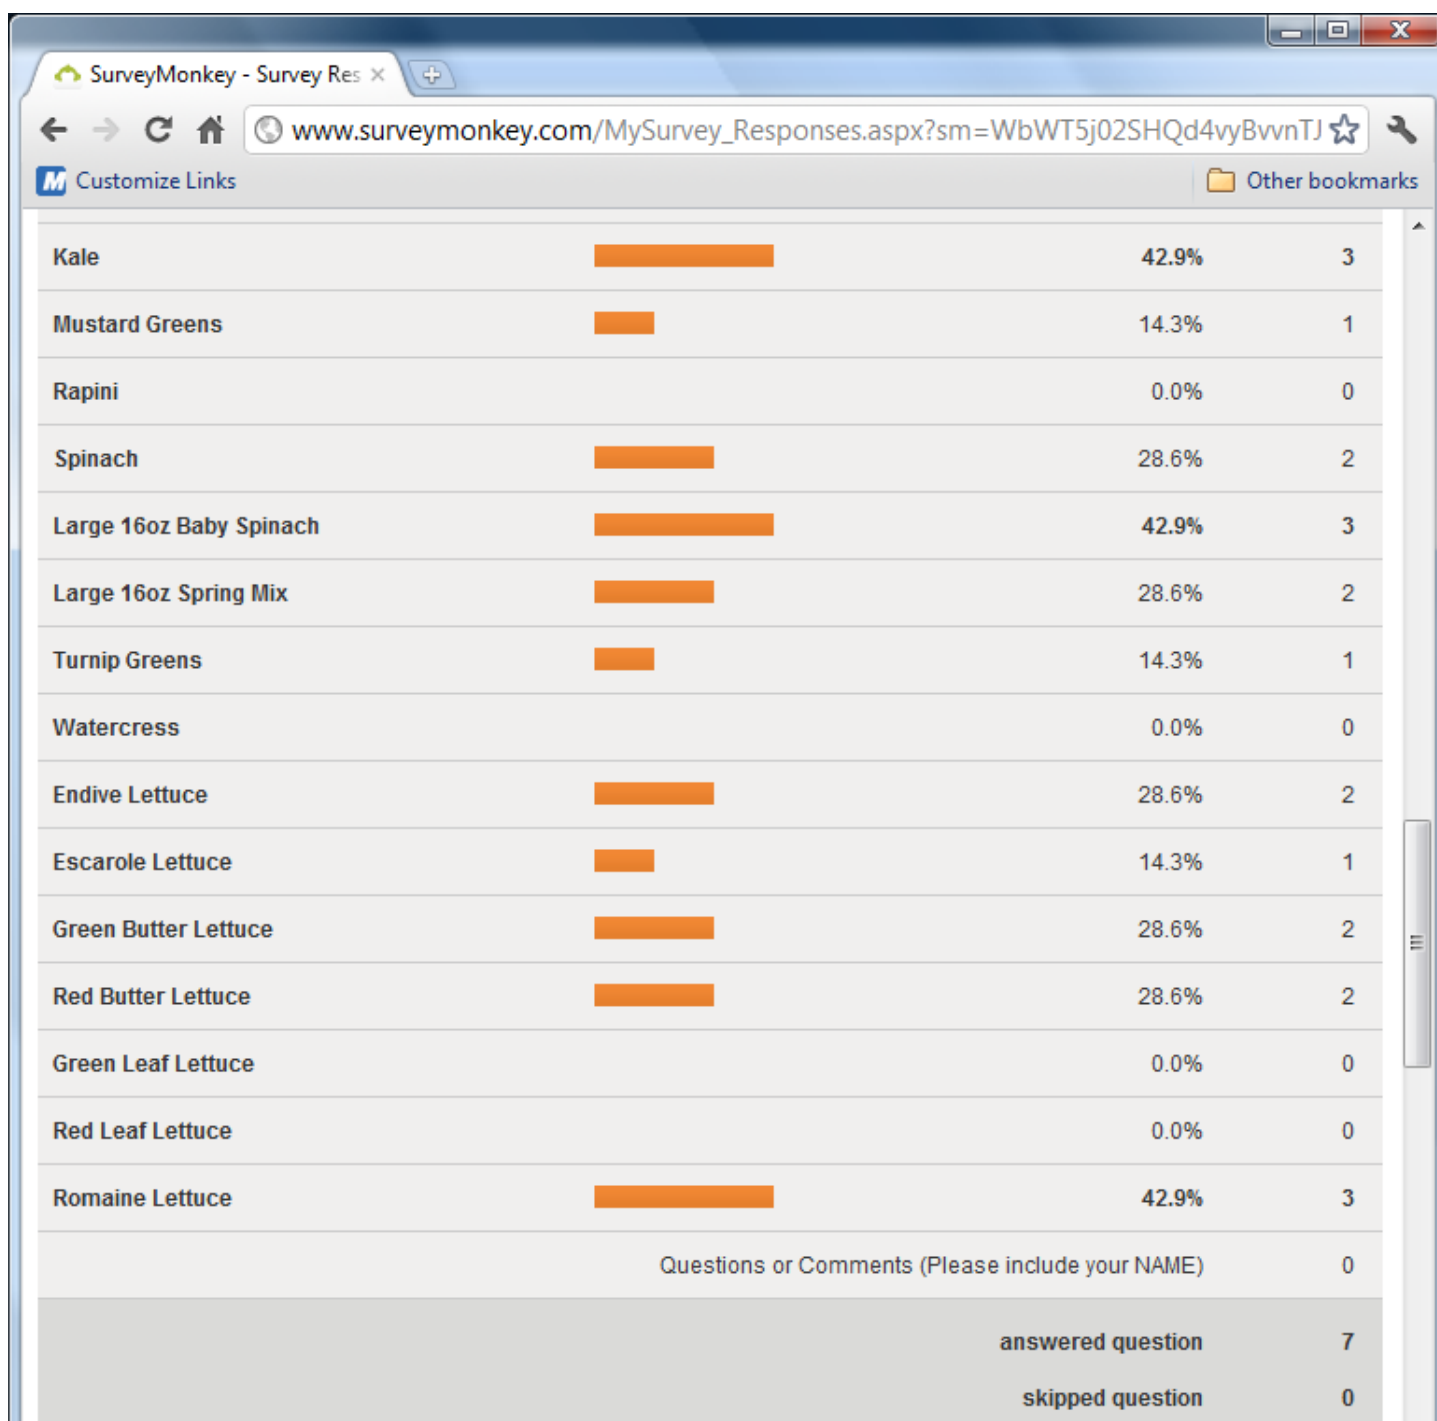 SurveyMonkey - Survey Res
www.surveymonkey.com/MySurvey_Responses.aspx?sm=WbWT5j02SHQd4vyBvvnTJ
Customize Links Other bookmarks
Kale 42.9% 3
Mustard Greens 14.3% 1
Rapini 0.0% 0
Spinach 28.6% 2
Large 16oz Baby Spinach 42.9% 3
Large 16oz Spring Mix 28.6% 2
Turnip Greens 14.3% 1
Watercress 0.0% 0
Endive Lettuce 28.6% 2
Escarole Lettuce 14.3% 1
Green Butter Lettuce 28.6% 2
Red Butter Lettuce 28.6% 2
Green Leaf Lettuce 0.0% 0
Red Leaf Lettuce 0.0% 0
Romaine Lettuce 42.9% 3
Questions or Comments (Please include your NAME) 0
answered question 7
skipped question 0